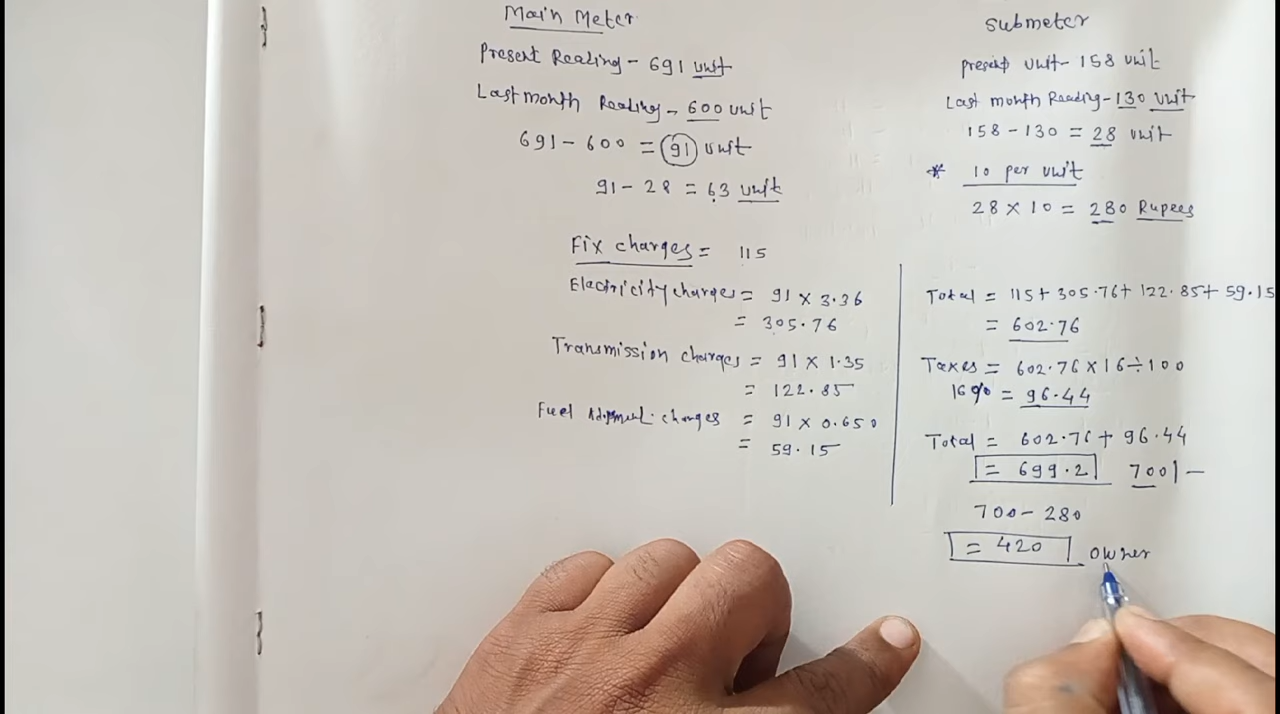 Main Meter
Present Reading - 691 unit
Last month Reading - 600 unit
691 - 600 = 91 unit
91 - 28 = 63 unit
Fix charges = 115
Electricity charges = 91 × 3.36
= 305.76
Transmission charges = 91 × 1.35
= 122.85
Fuel charges = 91 × 0.650
= 59.15
Submeter
present unit - 158 unit
Last month Reading - 130 unit
158 - 130 = 28 unit
* 10 per unit
28 × 10 = 280 Rupees
Total = 115 + 305.76 + 122.85 + 59.15
= 602.76
Taxes = 602.76 × 16 ÷ 100
16% = 96.44
Total = 602.76 + 96.44
= 699.2 700/-
700 - 280
= 420 owner